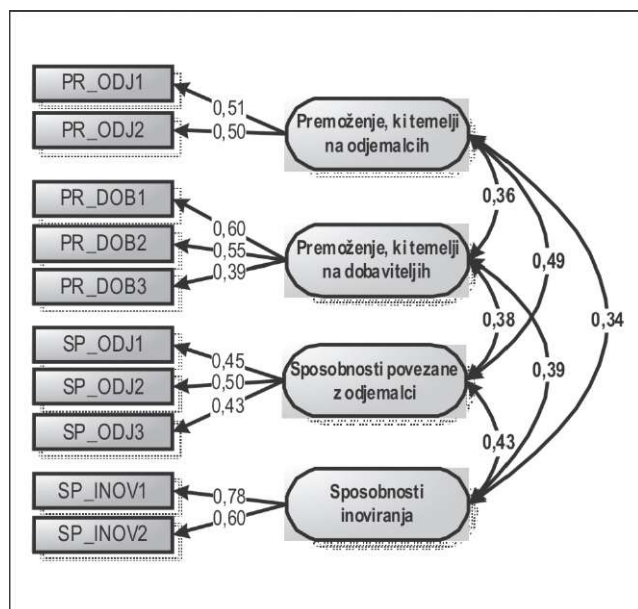 PR_ODJ1
PR_ODJ2
0,51
0,50
Premoženje, ki temelji
na odjemalcih
PR_DOB1
PR_DOB2
PR_DOB3
0,60
0,55
0,39
Premoženje, ki temelji
na dobaviteljih
SP_ODJ1
SP_ODJ2
SP_ODJ3
0,45
0,50
0,43
Sposobnosti povezane
z odjemalci
SP_INOV1
SP_INOV2
0,78
0,60
Sposobnosti
inoviranja
0,36
0,49
0,38
0,34
0,39
0,43